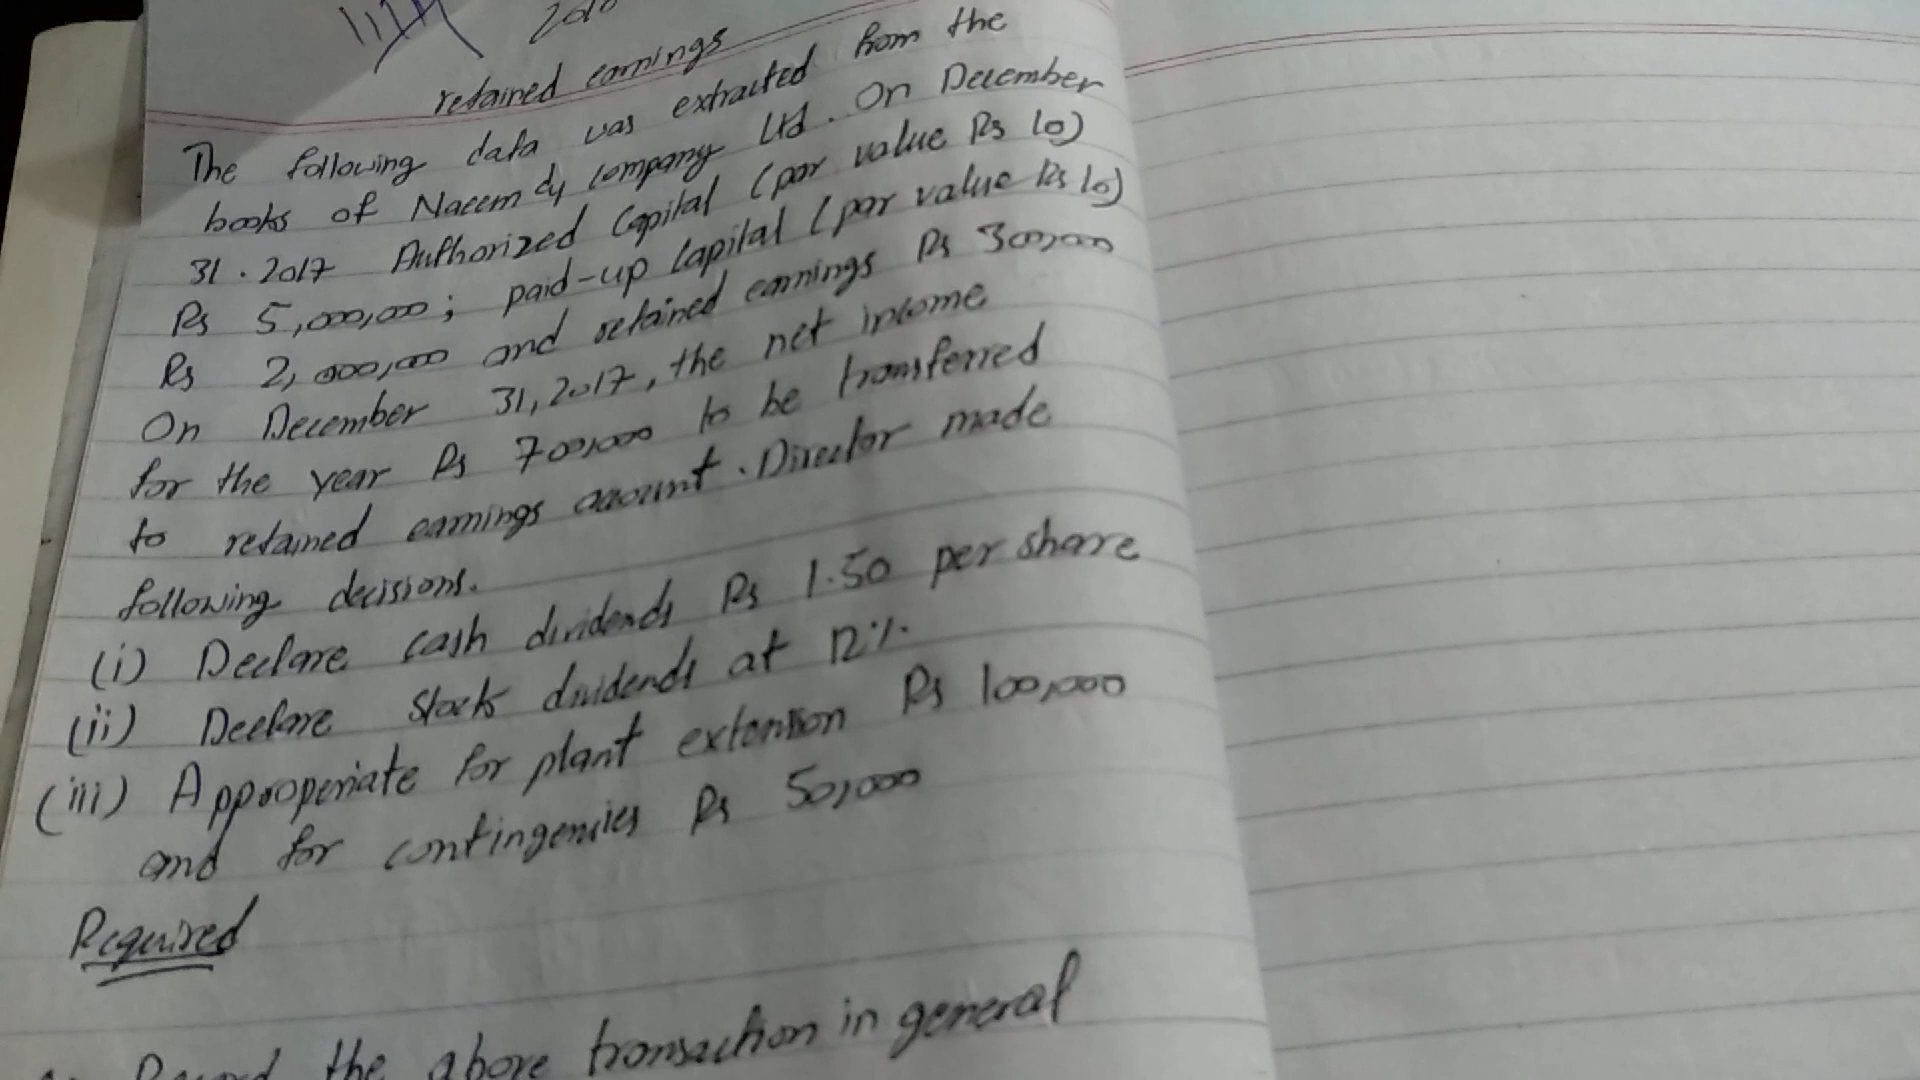 2010
retained earnings
The following data was extracted from the
books of Naeem dy company Ltd. On December
31.2017 Authorized Capital (par value Rs 10)
Rs 5,000,000; paid-up capital (par value Rs 10)
Rs 2,000,000 and retained earnings Rs 300,000
On December 31, 2017, the net income
for the year Rs 700,000 to be transferred
to retained earnings account. Director made
following decisions.
(i) Declare cash dividends Rs 1.50 per share
(ii) Declare stock dividends at 12%.
(iii) Appropriate for plant extention Rs 100,000
and for contingencies Rs 50,000
Required
Record the above transaction in general